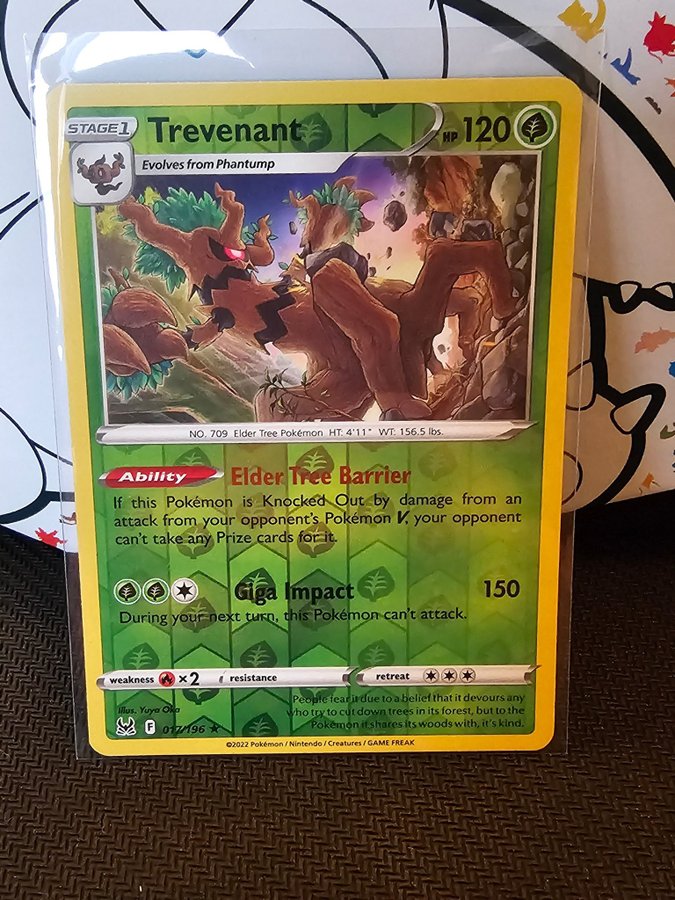 STAGE 1 Trevenant HP 120
Evolves from Phantump
NO. 709 Elder Tree Pokémon HT: 4'11" WT: 156.5 lbs.
Ability Elder Tree Barrier
If this Pokémon is Knocked Out by damage from an
attack from your opponent's Pokémon V, your opponent
can't take any Prize cards for it.
Giga Impact 150
During your next turn, this Pokémon can't attack.
weakness ×2 resistance retreat
People fear it due to a belief that it devours any
who try to cut down trees in its forest, but to the
Pokémon it shares its woods with, it's kind.
Illus. Yuya Oka
F 017/196 ★
©2022 Pokémon / Nintendo / Creatures / GAME FREAK